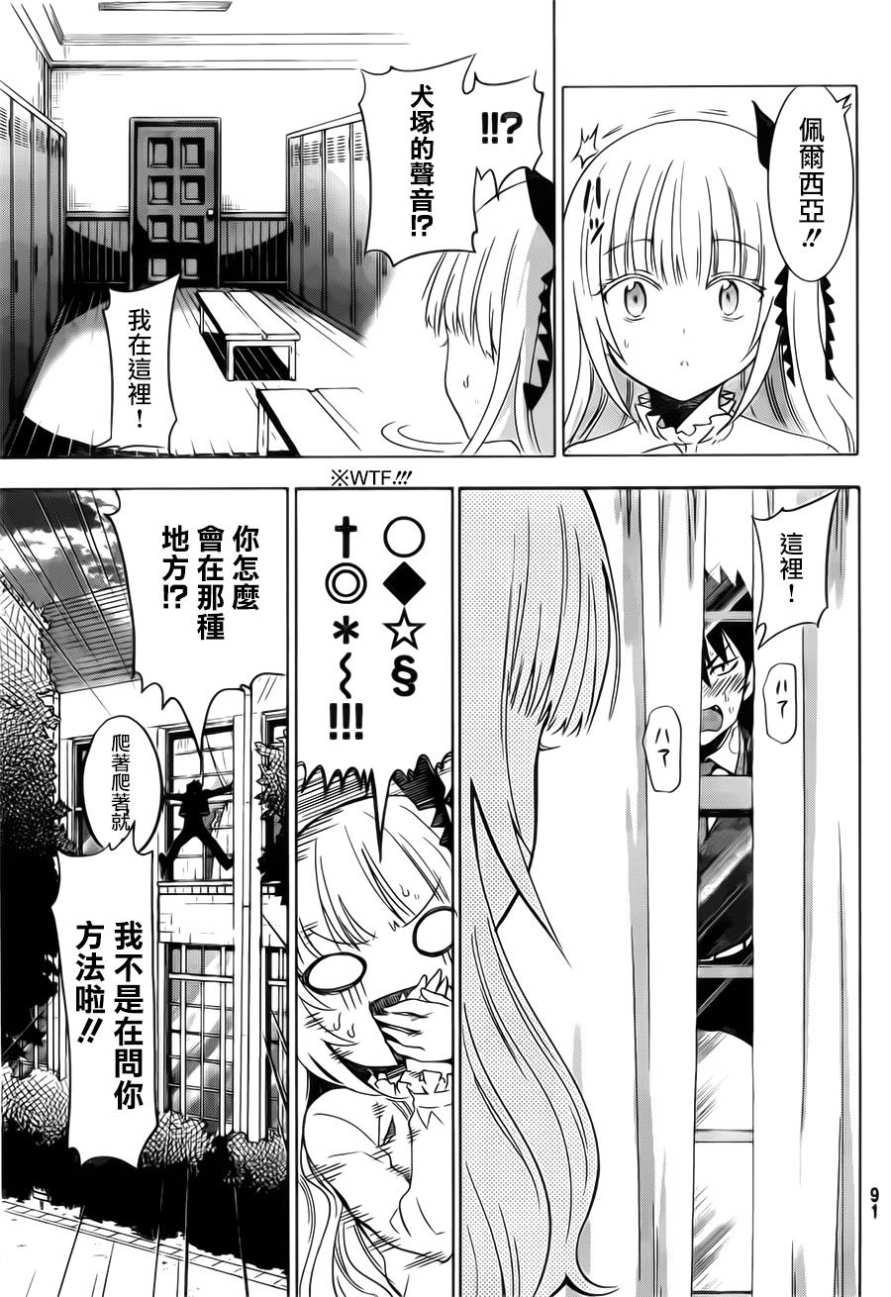 佩爾西亞!!
!!?
犬塚的聲音!?
我在這裡！
這裡！
ハァ
ハァ
※WTF!!!
○◆☆§
†◎＊～!!!
你怎麼
會在那種
地方!?
爬著爬著就
我不是在問你
方法啦!!
91